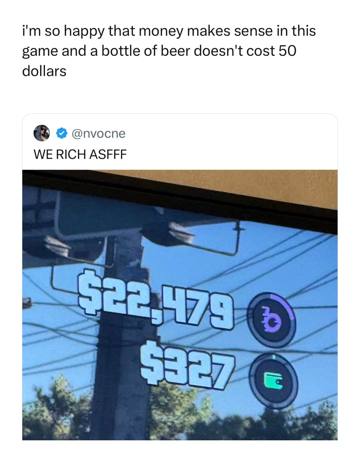 i'm so happy that money makes sense in this
game and a bottle of beer doesn't cost 50
dollars
@nvocne
WE RICH ASFFF
$22,479
$327